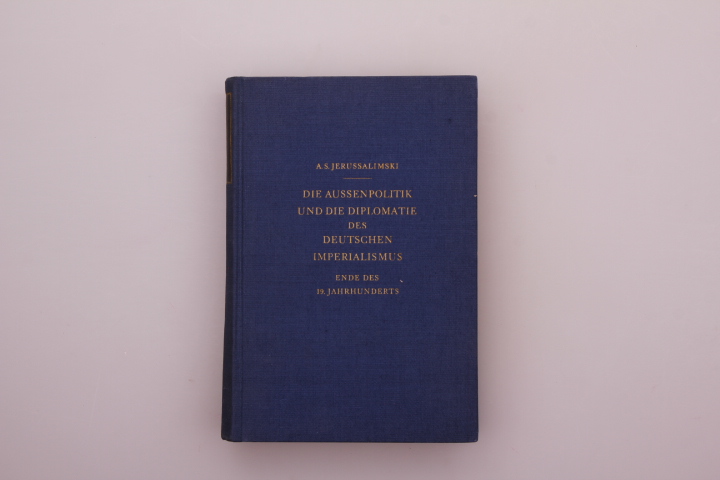 A. S. JERUSSALIMSKI
DIE AUSSENPOLITIK
UND DIE DIPLOMATIE
DES
DEUTSCHEN
IMPERIALISMUS
ENDE DES
19. JAHRHUNDERTS